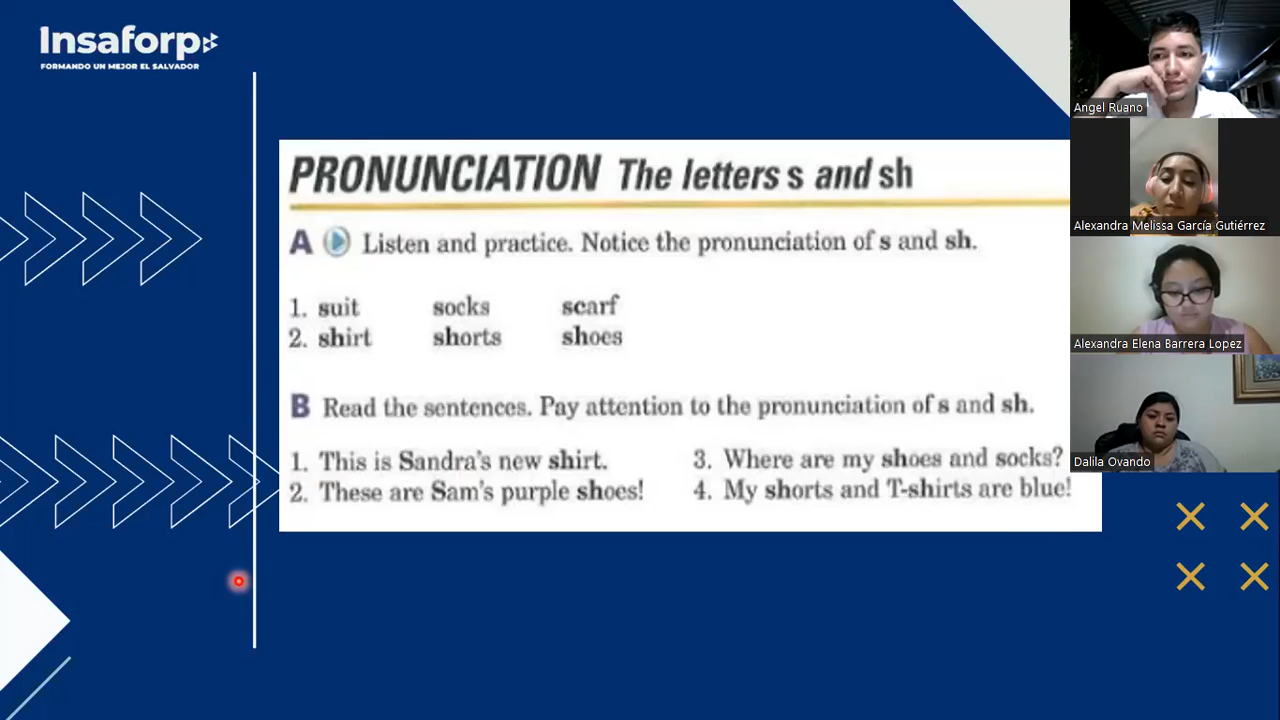 Insaforp
FORMANDO UN MEJOR EL SALVADOR
PRONUNCIATION The letters s and sh
A Listen and practice. Notice the pronunciation of s and sh.
1. suit socks scarf
2. shirt shorts shoes
B Read the sentences. Pay attention to the pronunciation of s and sh.
1. This is Sandra's new shirt.
2. These are Sam's purple shoes!
3. Where are my shoes and socks?
4. My shorts and T-shirts are blue!
Angel Ruano
Alexandra Melissa García Gutiérrez
Alexandra Elena Barrera Lopez
Dalila Ovando